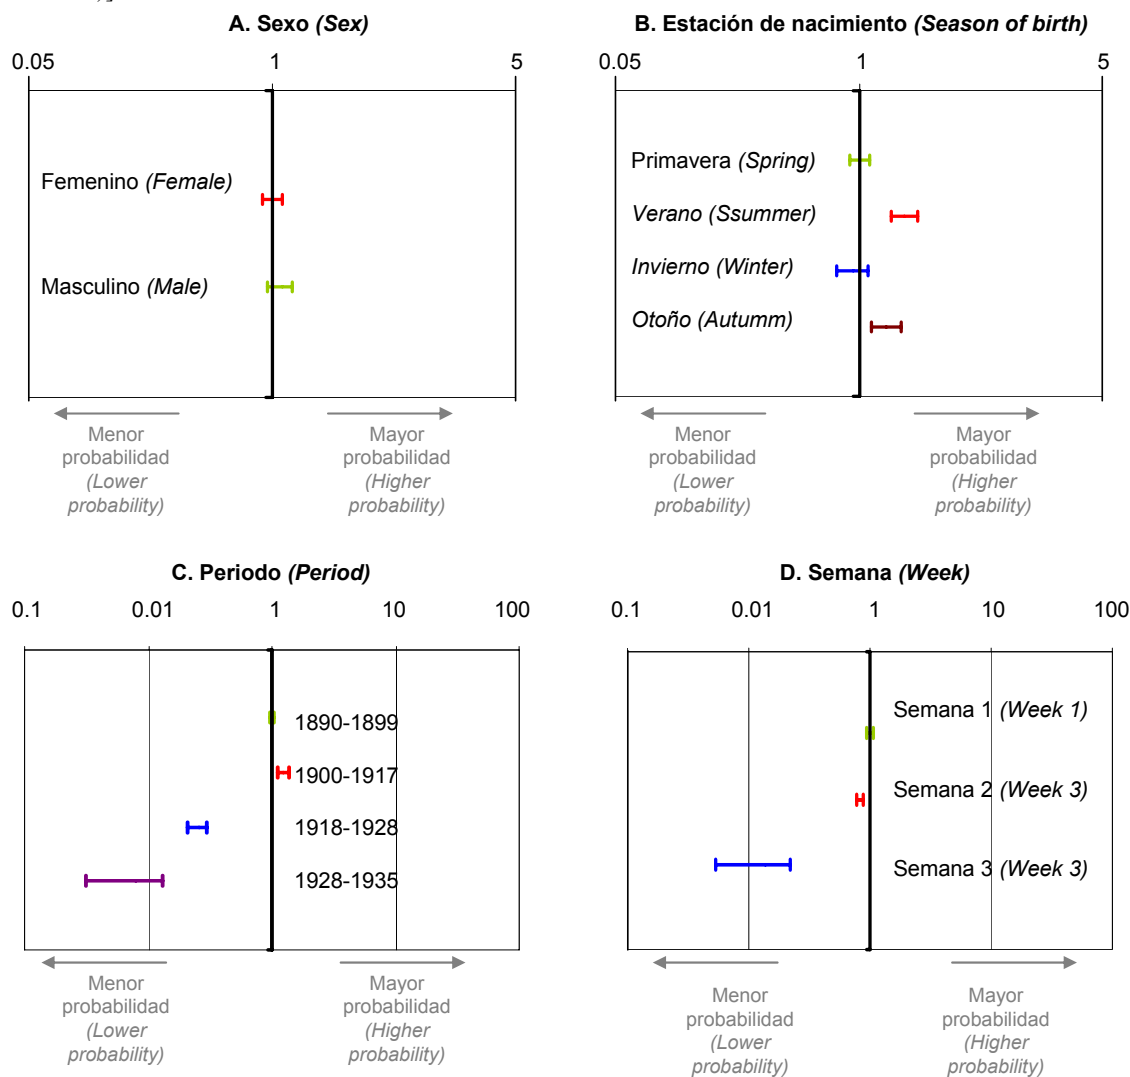 A. Sexo (Sex)
0.05 1 5
Femenino (Female)
Masculino (Male)
Menor
probabilidad
(Lower
probability)
Mayor
probabilidad
(Higher
probability)
B. Estación de nacimiento (Season of birth)
0.05 1 5
Primavera (Spring)
Verano (Ssummer)
Invierno (Winter)
Otoño (Autumm)
Menor
probabilidad
(Lower
probability)
Mayor
probabilidad
(Higher
probability)
C. Periodo (Period)
0.1 0.01 1 10 100
1890-1899
1900-1917
1918-1928
1928-1935
Menor
probabilidad
(Lower
probability)
Mayor
probabilidad
(Higher
probability)
D. Semana (Week)
0.1 0.01 1 10 100
Semana 1 (Week 1)
Semana 2 (Week 3)
Semana 3 (Week 3)
Menor
probabilidad
(Lower
probability)
Mayor
probabilidad
(Higher
probability)